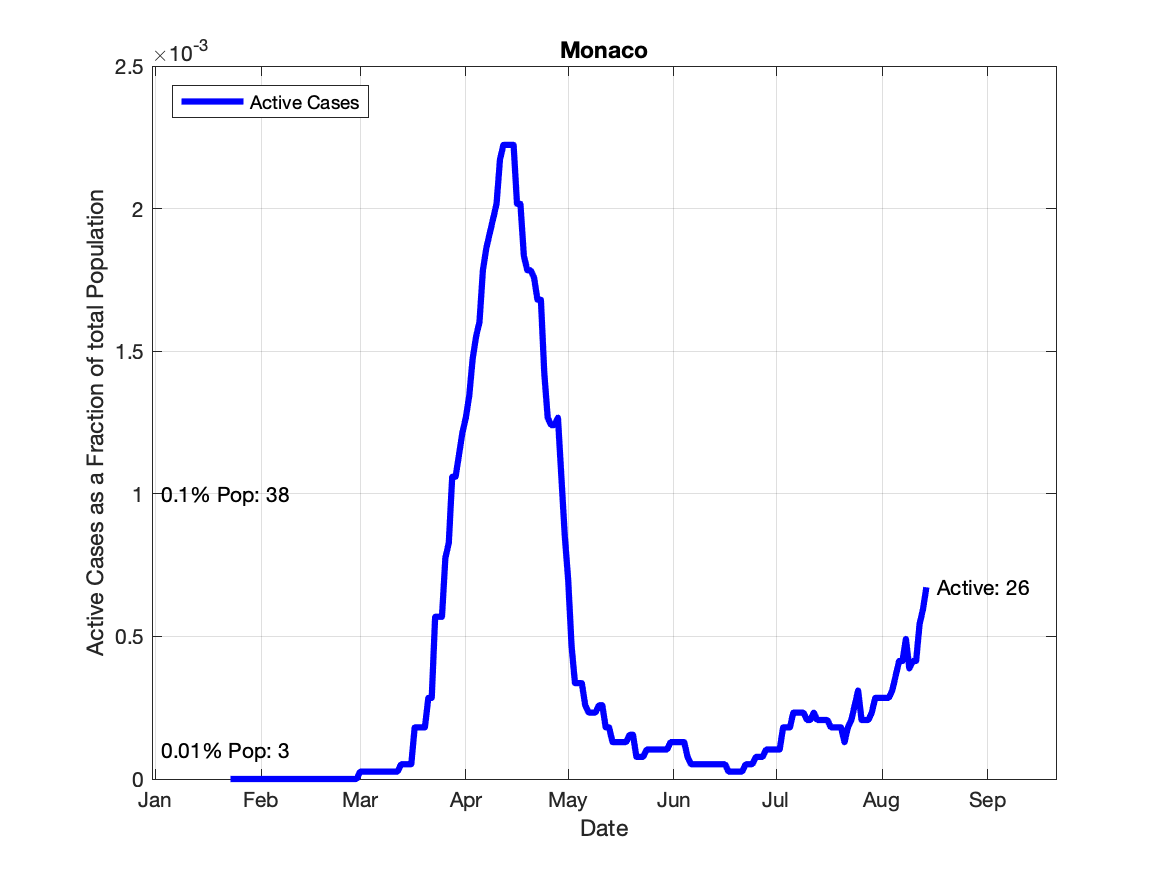 Monaco
×10-3
2.5
2
1.5
1
0.5
0
Active Cases
Active Cases as a Fraction of total Population
0.1% Pop: 38
0.01% Pop: 3
Active: 26
Jan Feb Mar Apr May Jun Jul Aug Sep
Date